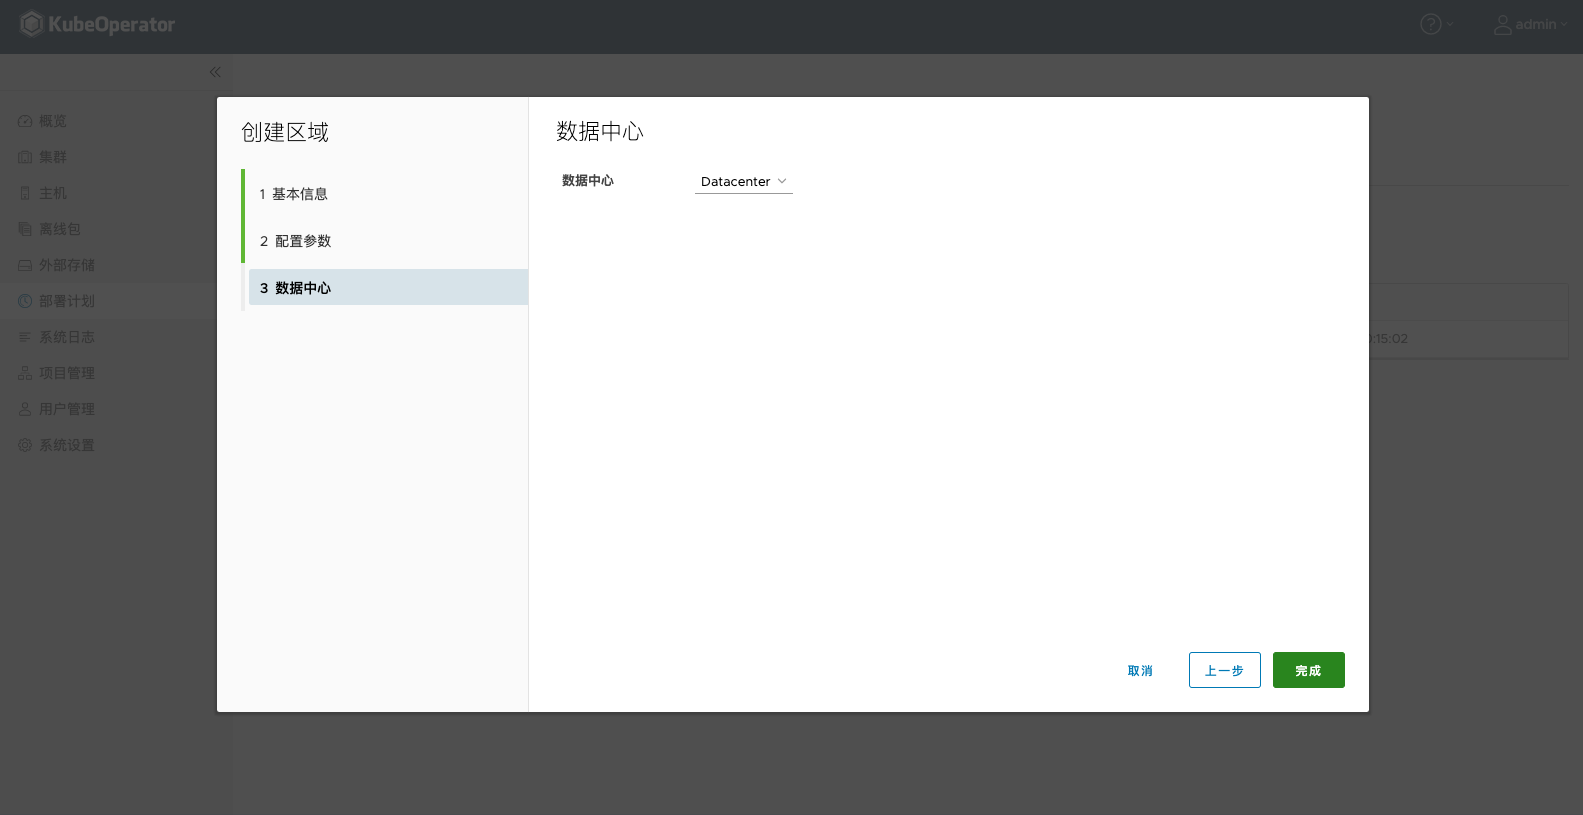 KubeOperator
admin
概览
集群
主机
离线包
外部存储
部署计划
系统日志
项目管理
用户管理
系统设置
创建区域
1 基本信息
2 配置参数
3 数据中心
数据中心
数据中心
Datacenter
:15:02
取消
上一步
完成